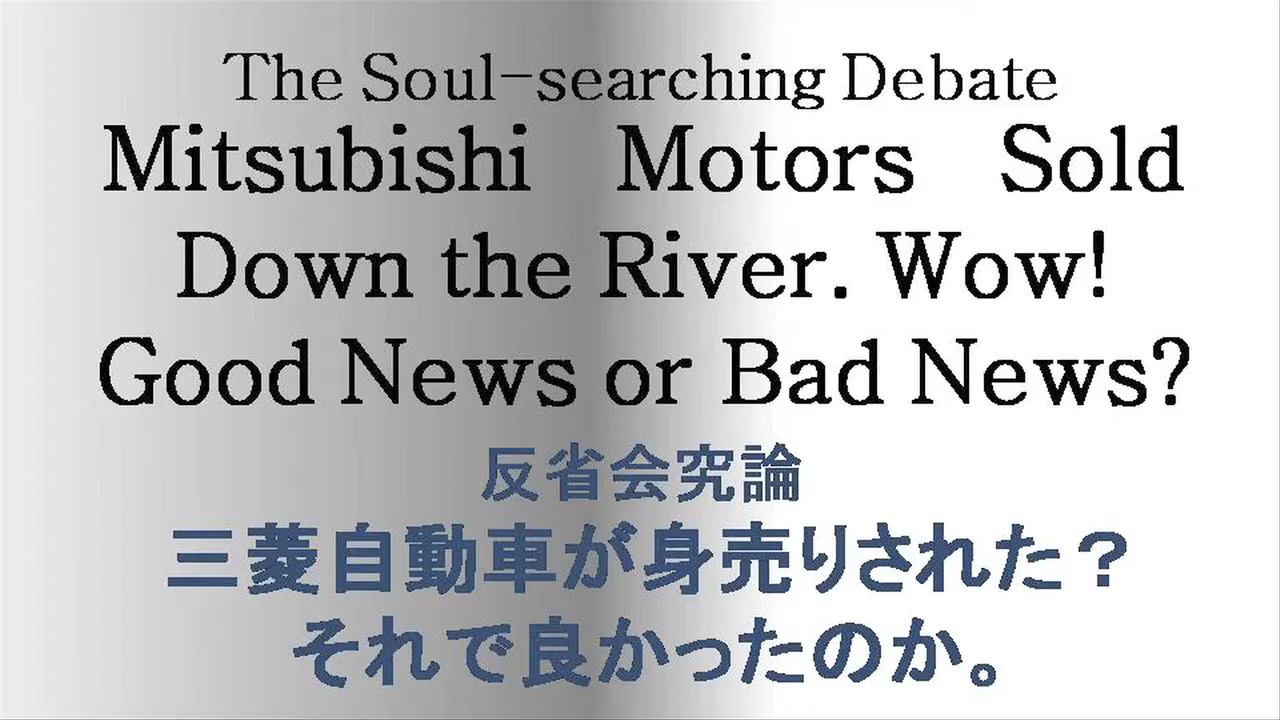 The Soul-searching Debate
Mitsubishi Motors Sold
Down the River. Wow!
Good News or Bad News?
反省会究論
三菱自動車が身売りされた？
それで良かったのか。